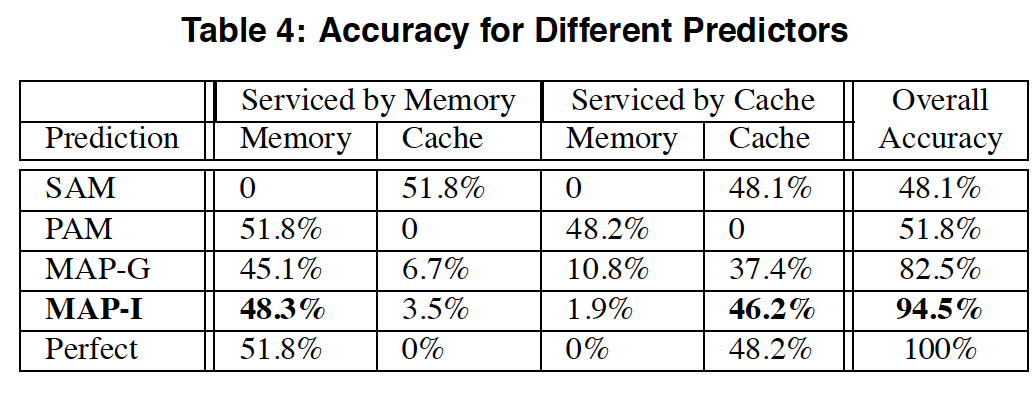 Table 4: Accuracy for Different Predictors
Serviced by Memory Serviced by Cache Overall
Prediction Memory Cache Memory Cache Accuracy
SAM 0 51.8% 0 48.1% 48.1%
PAM 51.8% 0 48.2% 0 51.8%
MAP-G 45.1% 6.7% 10.8% 37.4% 82.5%
MAP-I 48.3% 3.5% 1.9% 46.2% 94.5%
Perfect 51.8% 0% 0% 48.2% 100%